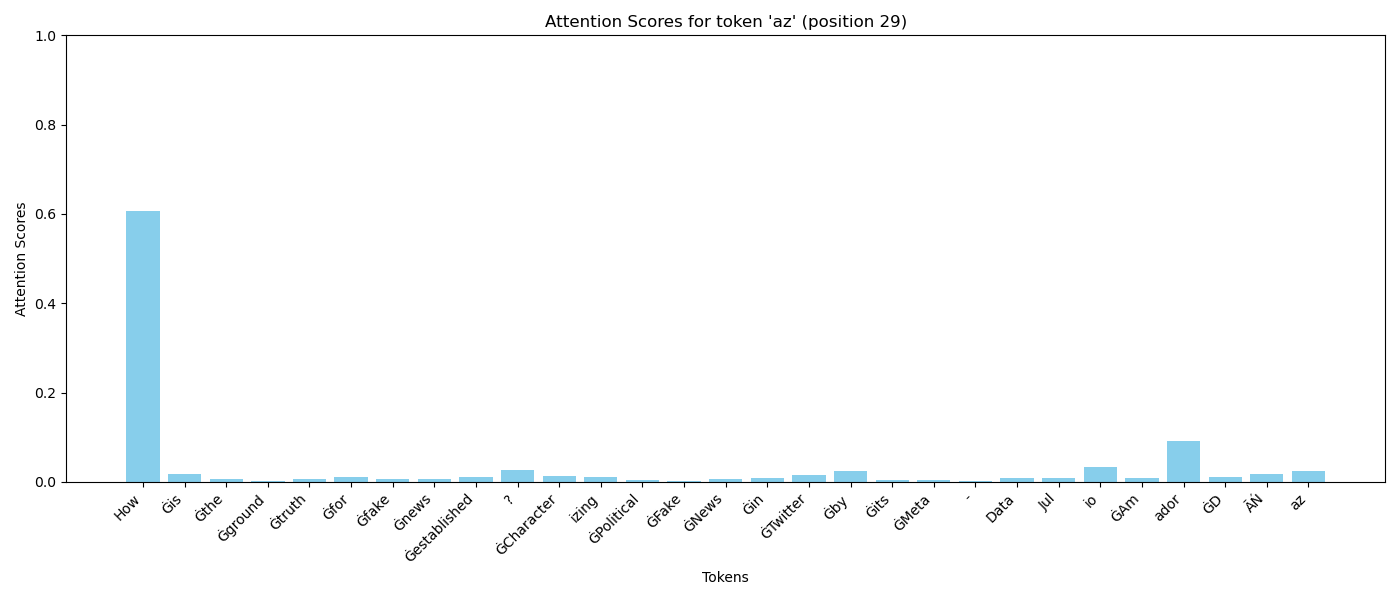 Attention Scores for token 'az' (position 29)
1.0
0.8
0.6
0.4
0.2
0.0
Attention Scores
How
Ġis
Ġthe
Ġground
Ġtruth
Ġfor
Ġfake
Ġnews
Ġestablished
?
ĠCharacter
izing
ĠPolitical
ĠFake
ĠNews
Ġin
ĠTwitter
Ġby
Ġits
ĠMeta
-
Data
Jul
io
ĠAm
ador
ĠD
ÃŃ
az
Tokens